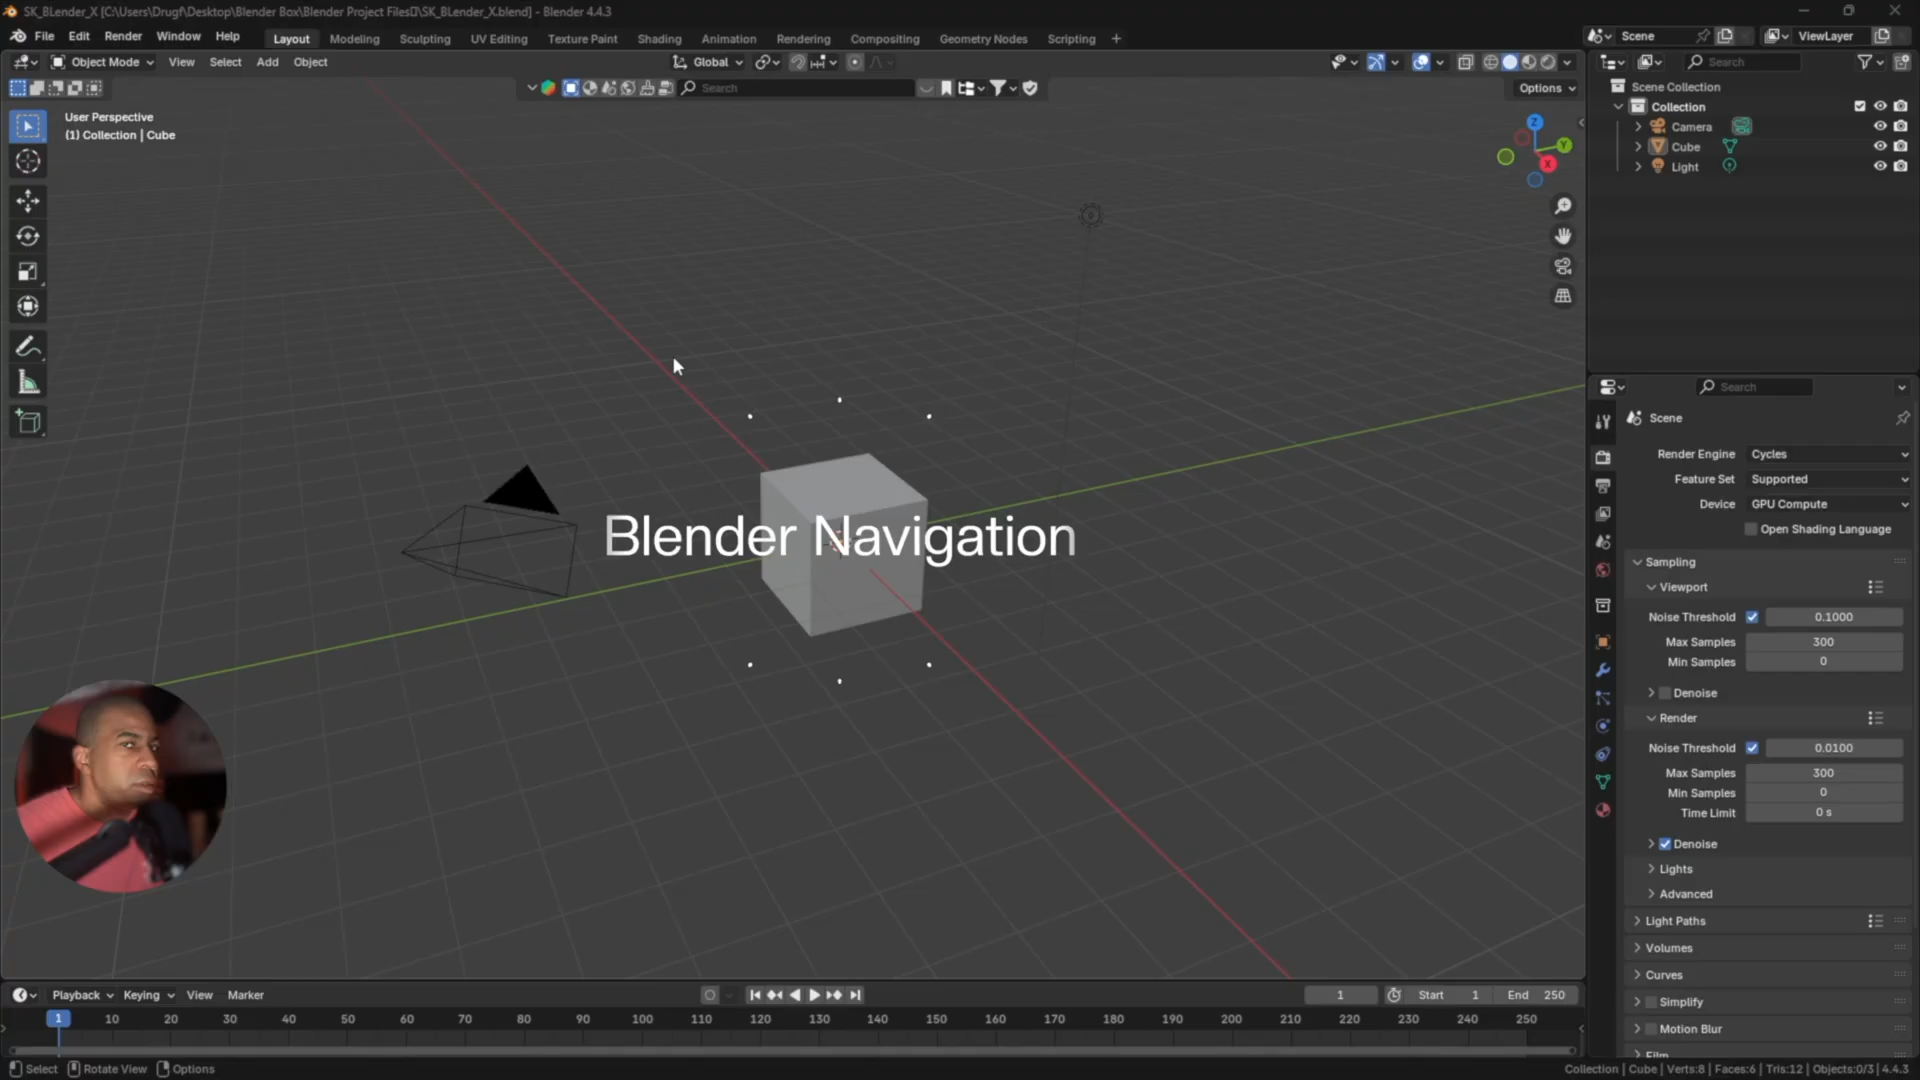 SK_BLender_X [C:\Users\Drugf\Desktop\Blender Box\Blender Project Files\SK_BLender_X.blend] - Blender 4.4.3
File Edit Render Window Help Layout Modeling Sculpting UV Editing Texture Paint Shading Animation Rendering Compositing Geometry Nodes Scripting + Scene ViewLayer
Object Mode View Select Add Object Global Search
Search Options
Scene Collection
Collection
Camera
Cube
Light
User Perspective
(1) Collection | Cube
Z
Y
X
Blender Navigation
Search
Scene
Render Engine Cycles
Feature Set Supported
Device GPU Compute
Open Shading Language
Sampling
Viewport
Noise Threshold 0.1000
Max Samples 300
Min Samples 0
Denoise
Render
Noise Threshold 0.0100
Max Samples 300
Min Samples 0
Time Limit 0 s
Denoise
Lights
Advanced
Light Paths
Volumes
Curves
Simplify
Motion Blur
Film
Playback Keying View Marker 1 Start 1 End 250
1 10 20 30 40 50 60 70 80 90 100 110 120 130 140 150 160 170 180 190 200 210 220 230 240 250
Select Rotate View Options Collection | Cube | Verts:8 | Faces:6 | Tris:12 | Objects:0/3 | 4.4.3